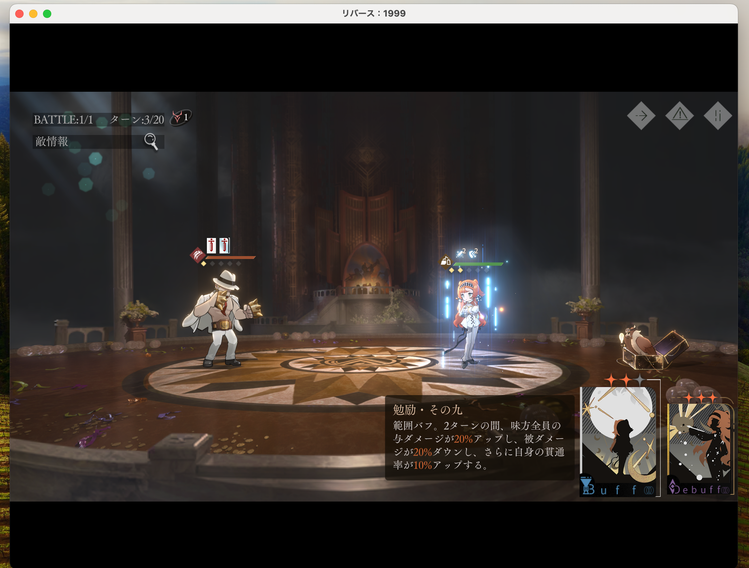 リバース：1999
BATTLE:1/1 ターン:3/20 1
敵情報
勉励・その九
範囲バフ。2ターンの間、味方全員の
与ダメージが20%アップし、被ダメー
ジが20%ダウンし、さらに自身の貫通
率が10%アップする。
Buff
Debuff